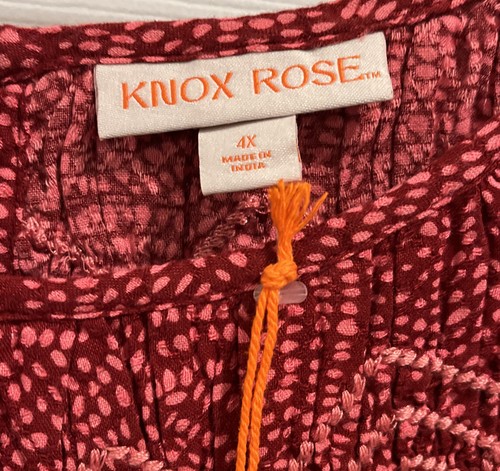 KNOX ROSE™
4X
MADE IN
INDIA